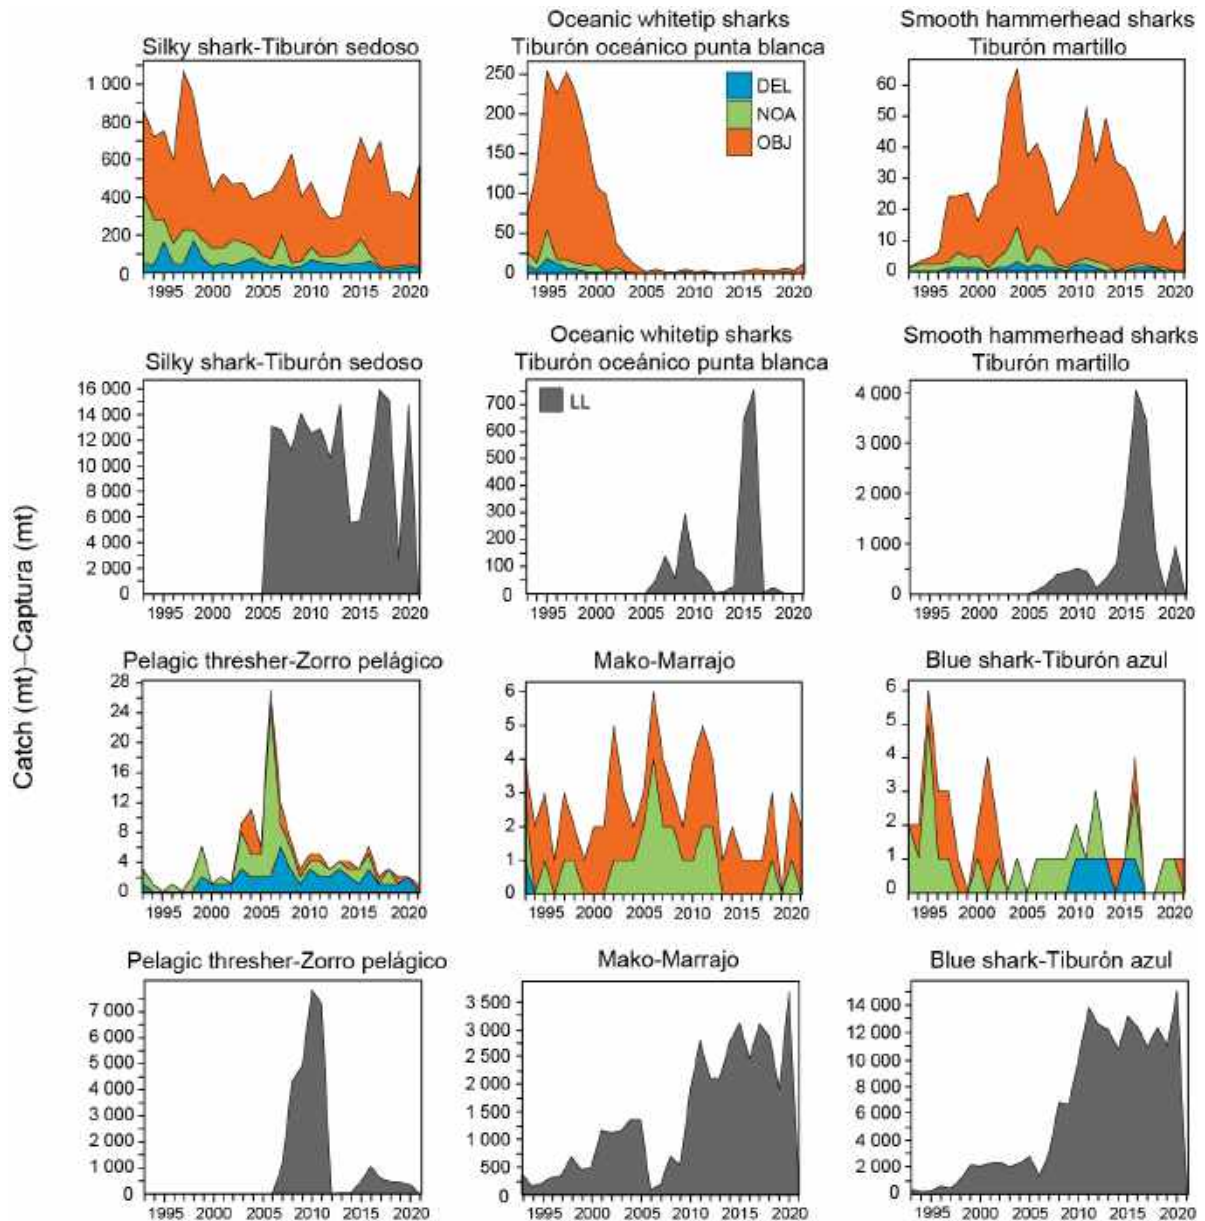 Silky shark-Tiburón sedoso
Oceanic whitetip sharks
Tiburón oceánico punta blanca
Smooth hammerhead sharks
Tiburón martillo
1 000
800
600
400
200
0
1995 2000 2005 2010 2015 2020
250
200
150
100
50
0
DEL
NOA
OBJ
1995 2000 2005 2010 2015 2020
60
50
40
30
20
10
0
1995 2000 2005 2010 2015 2020
Silky shark-Tiburón sedoso
Oceanic whitetip sharks
Tiburón oceánico punta blanca
Smooth hammerhead sharks
Tiburón martillo
16 000
14 000
12 000
10 000
8 000
6 000
4 000
2 000
0
1995 2000 2005 2010 2015 2020
LL
700
600
500
400
300
200
100
0
1995 2000 2005 2010 2015 2020
4 000
3 000
2 000
1 000
0
1995 2000 2005 2010 2015 2020
Catch (mt)–Captura (mt)
Pelagic thresher-Zorro pelágico
Mako-Marrajo
Blue shark-Tiburón azul
28
24
20
16
12
8
4
0
1995 2000 2005 2010 2015 2020
6
5
4
3
2
1
0
1995 2000 2005 2010 2015 2020
6
5
4
3
2
1
0
1995 2000 2005 2010 2015 2020
Pelagic thresher-Zorro pelágico
Mako-Marrajo
Blue shark-Tiburón azul
7 000
6 000
5 000
4 000
3 000
2 000
1 000
0
1995 2000 2005 2010 2015 2020
3 500
3 000
2 500
2 000
1 500
1 000
500
0
1995 2000 2005 2010 2015 2020
14 000
12 000
10 000
8 000
6 000
4 000
2 000
0
1995 2000 2005 2010 2015 2020